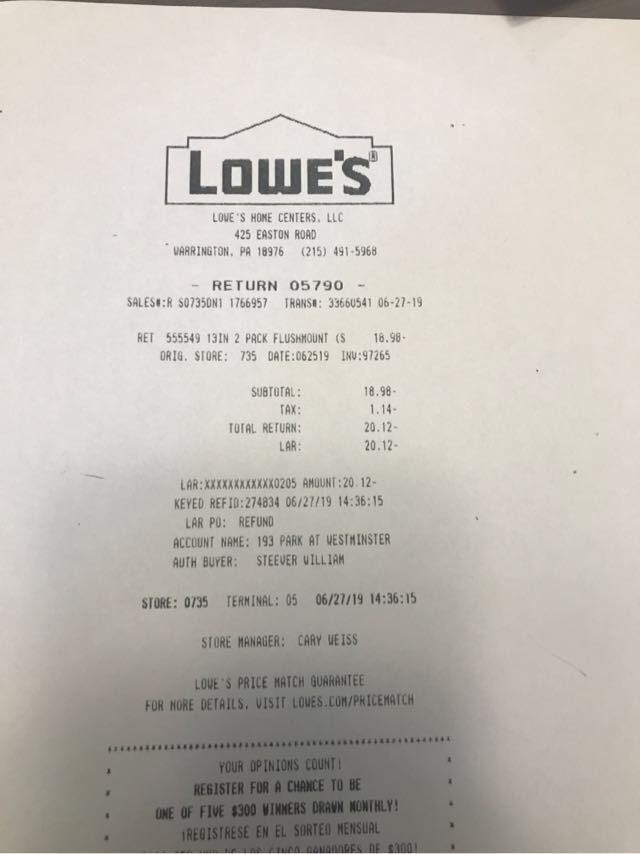 LOWE'S®
LOWE'S HOME CENTERS, LLC
425 EASTON ROAD
WARRINGTON, PA 18976 (215) 491-5968
- RETURN 05790 -
SALES#:R S0735DN1 1766957 TRANS#: 33660541 06-27-19
RET 555549 13IN 2 PACK FLUSHMOUNT (S 18.98-
ORIG. STORE: 735 DATE:062519 INV:97265
SUBTOTAL: 18.98-
TAX: 1.14-
TOTAL RETURN: 20.12-
LAR: 20.12-
LAR:XXXXXXXXXXXX0205 AMOUNT:20.12-
KEYED REFID:274834 06/27/19 14:36:15
LAR PO: REFUND
ACCOUNT NAME: 193 PARK AT WESTMINSTER
AUTH BUYER: STEEVER WILLIAM
STORE: 0735 TERMINAL: 05 06/27/19 14:36:15
STORE MANAGER: CARY WEISS
LOWE'S PRICE MATCH GUARANTEE
FOR MORE DETAILS, VISIT LOWES.COM/PRICEMATCH
YOUR OPINIONS COUNT!
REGISTER FOR A CHANCE TO BE
ONE OF FIVE $300 WINNERS DRAWN MONTHLY!
¡REGISTRESE EN EL SORTEO MENSUAL
DE LOS CINCO GANADORES DE $300!